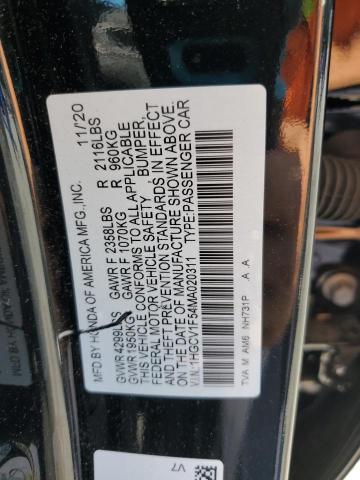 MFD BY HONDA OF AMERICA MFG., INC. 11/20
GVWR 4299LBS GAWR F 2358LBS R 2116LBS
GVWR 1950KG GAWR F 1070KG R 960KG
THIS VEHICLE CONFORMS TO ALL APPLICABLE
FEDERAL MOTOR VEHICLE SAFETY BUMPER,
AND THEFT PREVENTION STANDARDS IN EFFECT
ON THE DATE OF MANUFACTURE SHOWN ABOVE.
V.I.N. 1HGCV1F54MA020311 TYPE:PASSENGER CAR
TVA M AM6 NH731P A A
V7